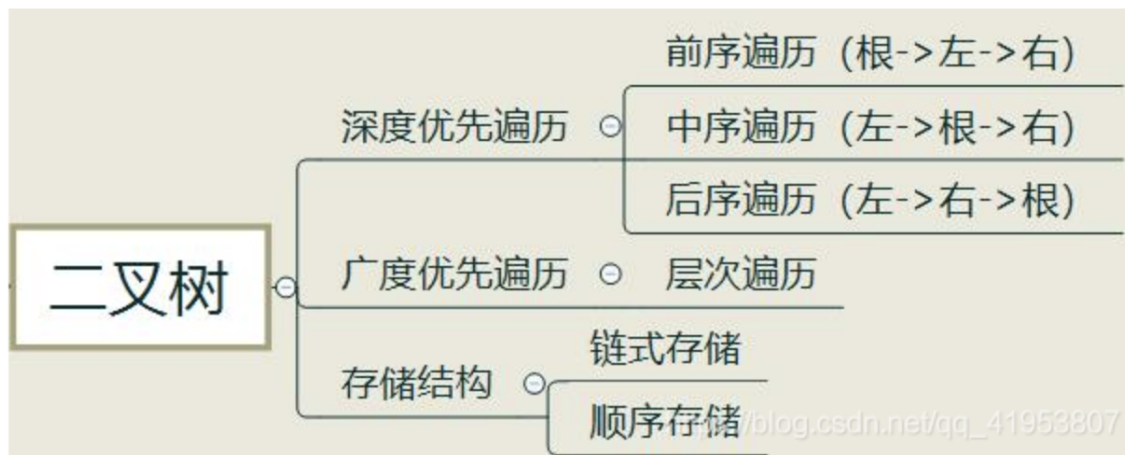 前序遍历（根->左->右）
深度优先遍历
中序遍历（左->根->右）
后序遍历（左->右->根）
二叉树
广度优先遍历
层次遍历
链式存储
存储结构
顺序存储
/blog.csdn.net/qq_41953807